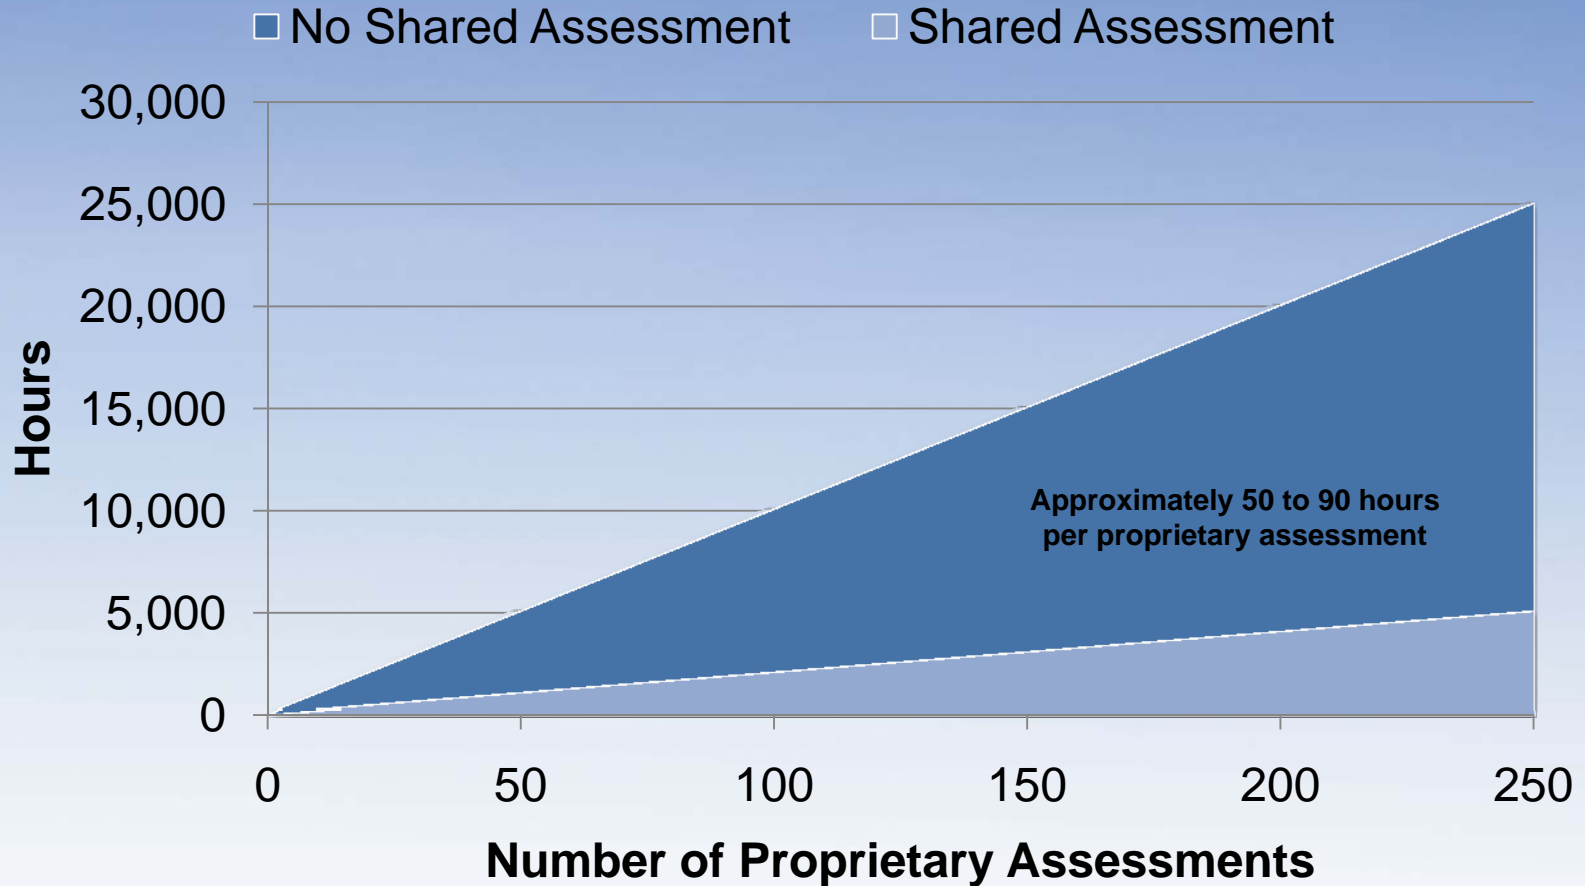 No Shared Assessment
Shared Assessment
30,000
25,000
20,000
15,000
10,000
5,000
0
Hours
Approximately 50 to 90 hours
per proprietary assessment
0 50 100 150 200 250
Number of Proprietary Assessments